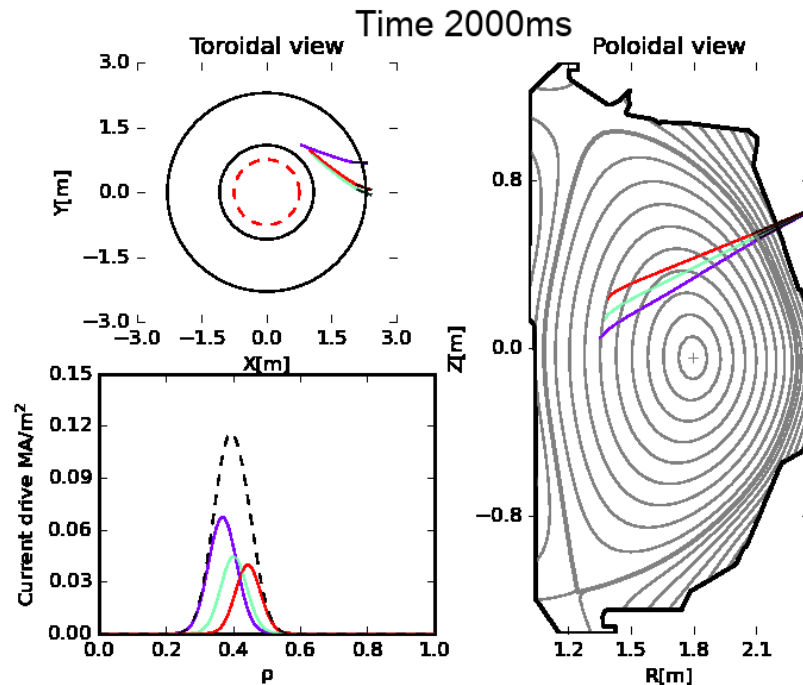 Time 2000ms
Toroidal view
Poloidal view
3.0
1.5
0.0
−1.5
−3.0
Y[m]
−3.0 −1.5 0.0 1.5 3.0
X[m]
0.8
0.0
−0.8
Z[m]
1.2 1.5 1.8 2.1
R[m]
0.15
0.12
0.09
0.06
0.03
0.00
Current drive MA/m²
0.0 0.2 0.4 0.6 0.8 1.0
ρ